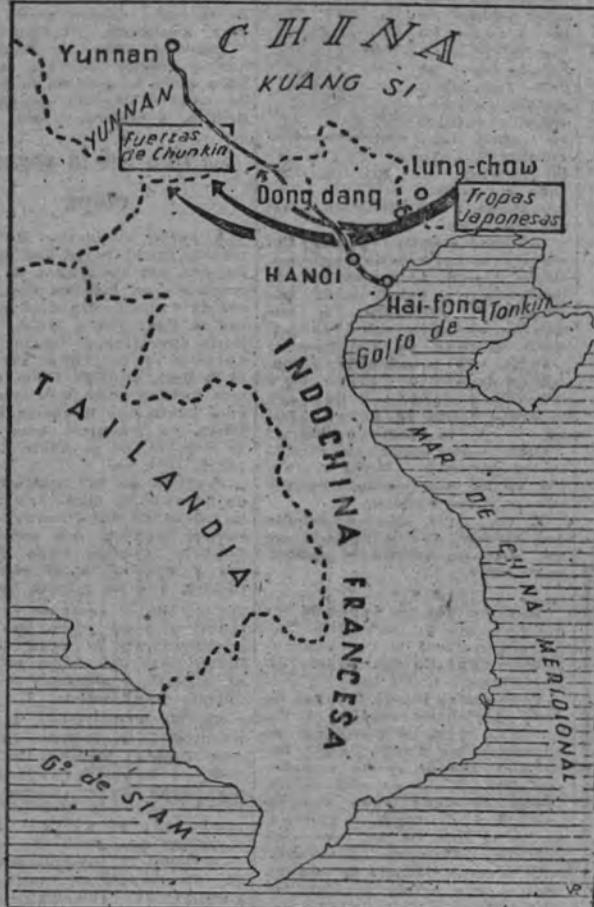 CHINA
Yunnan
KUANG SI
YUNNAN
Fuerzas
de Chunkin
Lung-chow
Dong dang
Tropas
Japonesas
HANOI
Hai-fong
Golfo de Tonkin
TAILANDIA
INDOCHINA FRANCESA
MAR DE CHINA MERIDIONAL
Gº de SIAM